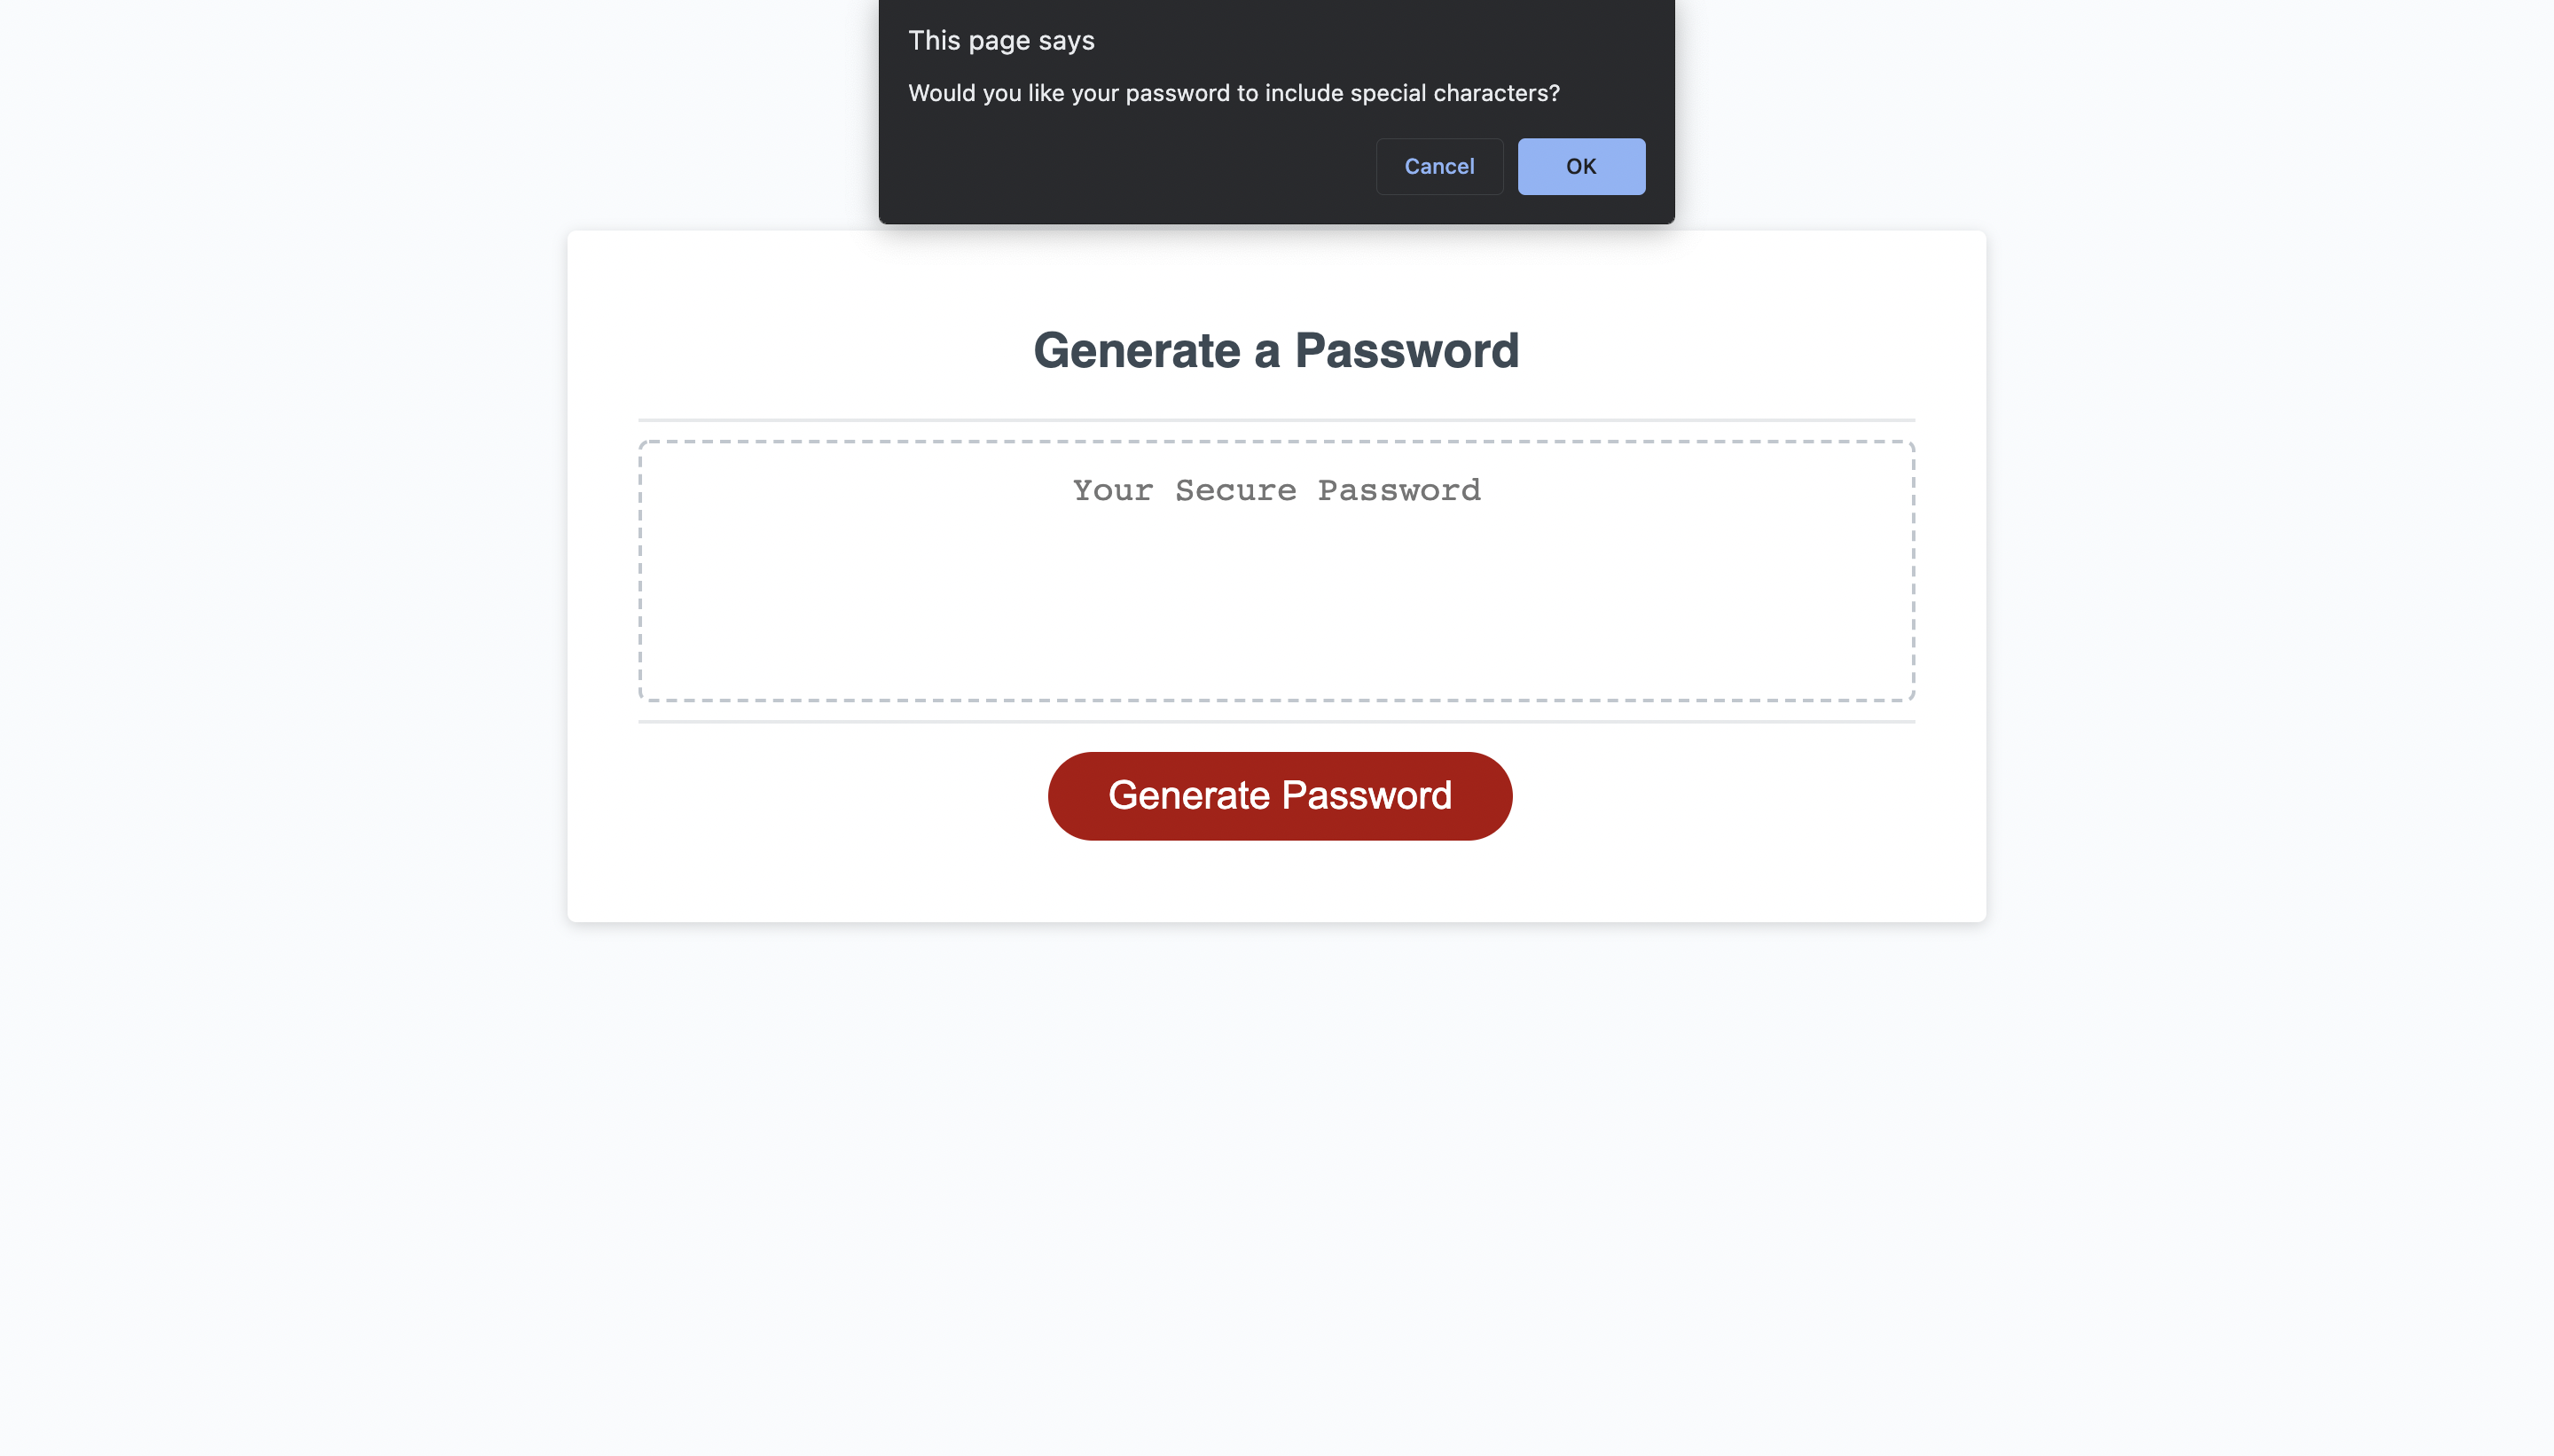 This page says
Would you like your password to include special characters?
Cancel OK
Generate a Password
Your Secure Password
Generate Password